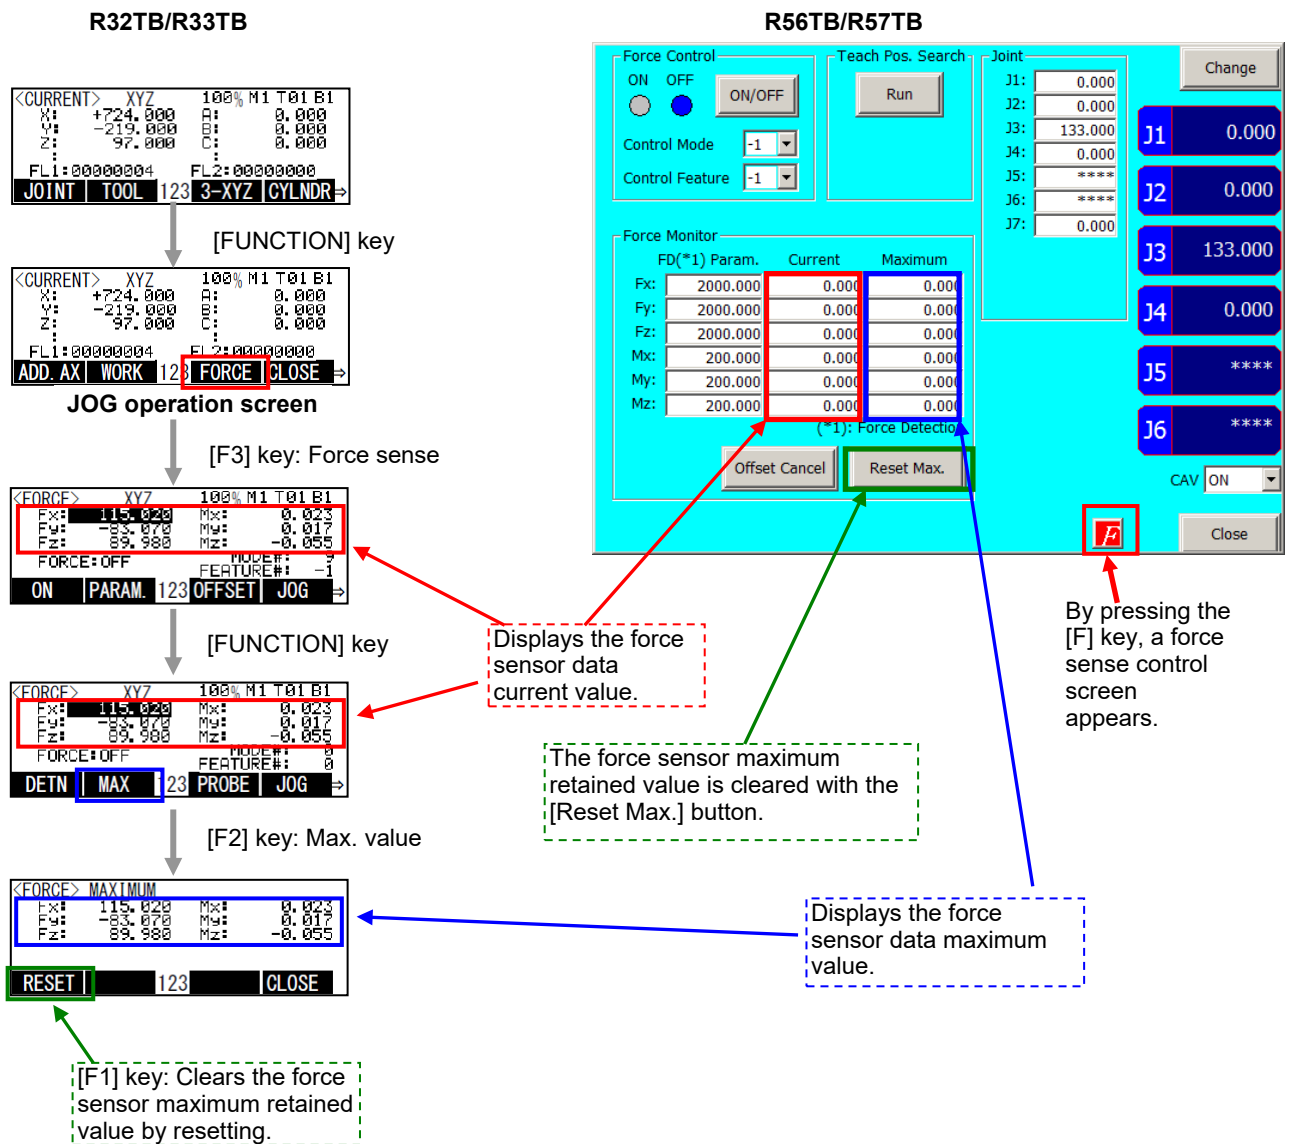 R32TB/R33TB
<CURRENT> XYZ 100% M1 T01 B1
X: +724.000 A: 0.000
Y: -219.000 B: 0.000
Z: 97.000 C: 0.000
: :
FL1:00000004 FL2:00000000
JOINT TOOL 123 3-XYZ CYLNDR⇒
[FUNCTION] key
<CURRENT> XYZ 100% M1 T01 B1
X: +724.000 A: 0.000
Y: -219.000 B: 0.000
Z: 97.000 C: 0.000
: :
FL1:00000004 FL2:00000000
ADD.AX WORK 123 FORCE CLOSE ⇒
JOG operation screen
[F3] key: Force sense
<FORCE> XYZ 100% M1 T01 B1
Fx: 115.020 Mx: 0.023
Fy: -83.070 My: 0.017
Fz: 89.980 Mz: -0.055
FORCE:OFF MODE#: 9
FEATURE#: -1
ON PARAM. 123 OFFSET JOG ⇒
[FUNCTION] key
<FORCE> XYZ 100% M1 T01 B1
Fx: 115.020 Mx: 0.023
Fy: -83.070 My: 0.017
Fz: 89.980 Mz: -0.055
FORCE:OFF MODE#: 0
FEATURE#: 0
DETN MAX 123 PROBE JOG ⇒
[F2] key: Max. value
<FORCE> MAXIMUM
Fx: 115.020 Mx: 0.023
Fy: -83.070 My: 0.017
Fz: 89.980 Mz: -0.055
RESET 123 CLOSE
[F1] key: Clears the force
sensor maximum retained
value by resetting.
R56TB/R57TB
Force Control
ON OFF
ON/OFF
Control Mode -1
Control Feature -1
Teach Pos. Search
Run
Joint
J1: 0.000
J2: 0.000
J3: 133.000
J4: 0.000
J5: ****
J6: ****
J7: 0.000
Change
J1 0.000
J2 0.000
J3 133.000
J4 0.000
J5 ****
J6 ****
CAV ON
Close
F
Force Monitor
FD(*1) Param. Current Maximum
Fx: 2000.000 0.000 0.000
Fy: 2000.000 0.000 0.000
Fz: 2000.000 0.000 0.000
Mx: 200.000 0.000 0.000
My: 200.000 0.000 0.000
Mz: 200.000 0.000 0.000
(*1): Force Detectio
Offset Cancel Reset Max.
By pressing the
[F] key, a force
sense control
screen
appears.
Displays the force
sensor data
current value.
The force sensor maximum
retained value is cleared with the
[Reset Max.] button.
Displays the force
sensor data maximum
value.